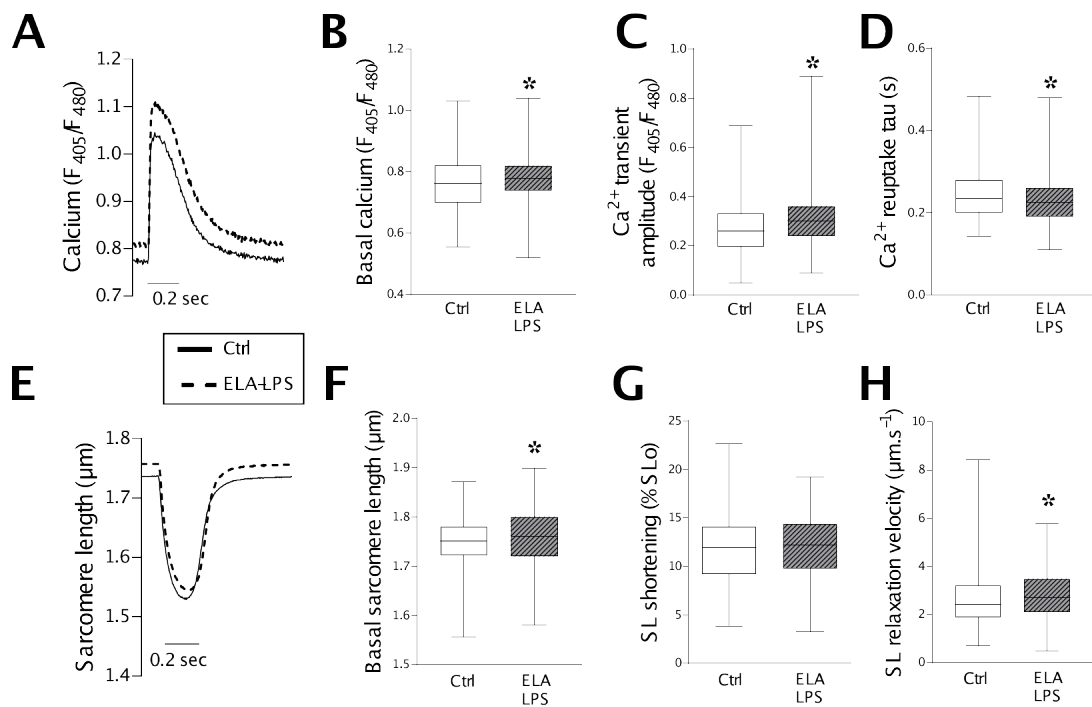 A
Calcium (F405/F480)
1.2
1.1
1.0
0.9
0.8
0.7
0.2 sec
B
Basal calcium (F405/F480)
1.2
1.0
0.8
0.6
0.4
Ctrl
ELA
LPS
*
C
Ca2+ transient
amplitude (F405/F480)
1.0
0.8
0.6
0.4
0.2
0.0
Ctrl
ELA
LPS
*
D
Ca2+ reuptake tau (s)
0.6
0.4
0.2
0.0
Ctrl
ELA
LPS
*
Ctrl
ELA-LPS
E
Sarcomere length (µm)
1.8
1.7
1.6
1.5
1.4
0.2 sec
F
Basal sarcomere length (µm)
2.0
1.9
1.8
1.7
1.6
1.5
Ctrl
ELA
LPS
*
G
SL shortening (% SLo)
25
20
15
10
5
0
Ctrl
ELA
LPS
H
SL relaxation velocity (µm.s⁻¹)
10
8
6
4
2
0
Ctrl
ELA
LPS
*